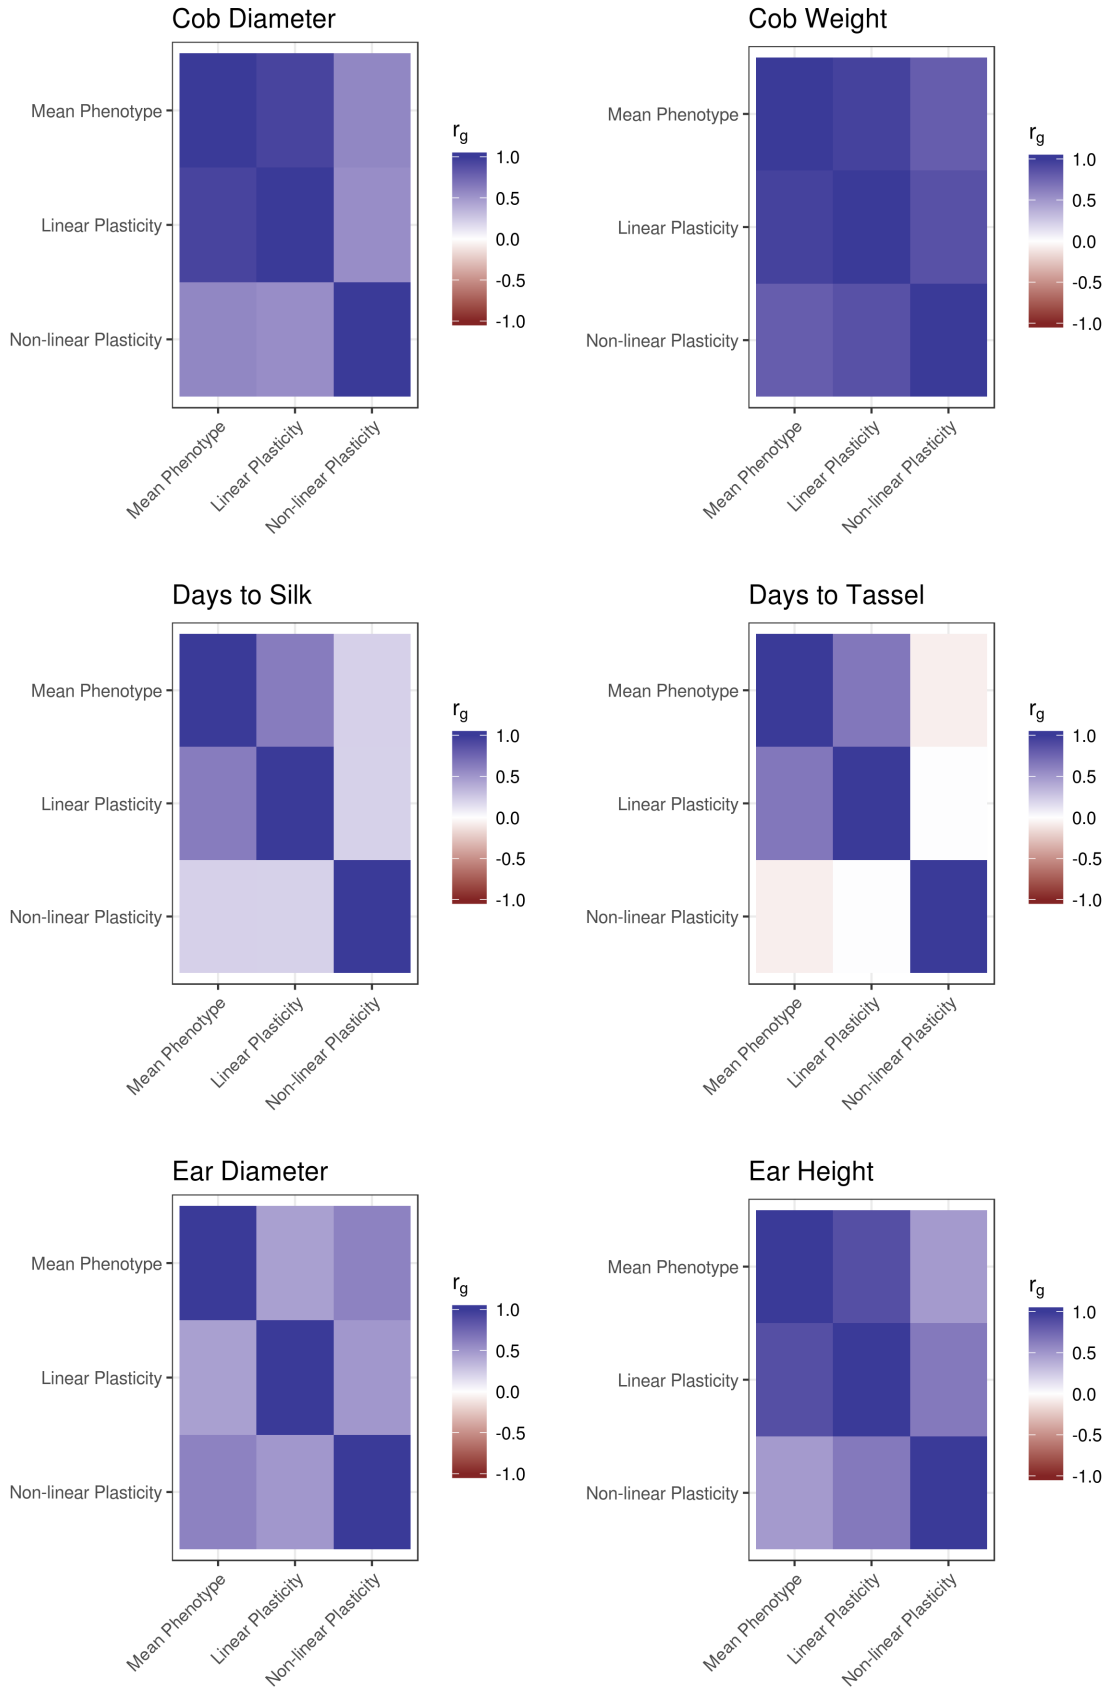 Cob Diameter
Mean Phenotype
Linear Plasticity
Non-linear Plasticity
Mean Phenotype
Linear Plasticity
Non-linear Plasticity
rg
1.0
0.5
0.0
-0.5
-1.0
Cob Weight
Mean Phenotype
Linear Plasticity
Non-linear Plasticity
Mean Phenotype
Linear Plasticity
Non-linear Plasticity
rg
1.0
0.5
0.0
-0.5
-1.0
Days to Silk
Mean Phenotype
Linear Plasticity
Non-linear Plasticity
Mean Phenotype
Linear Plasticity
Non-linear Plasticity
rg
1.0
0.5
0.0
-0.5
-1.0
Days to Tassel
Mean Phenotype
Linear Plasticity
Non-linear Plasticity
Mean Phenotype
Linear Plasticity
Non-linear Plasticity
rg
1.0
0.5
0.0
-0.5
-1.0
Ear Diameter
Mean Phenotype
Linear Plasticity
Non-linear Plasticity
Mean Phenotype
Linear Plasticity
Non-linear Plasticity
rg
1.0
0.5
0.0
-0.5
-1.0
Ear Height
Mean Phenotype
Linear Plasticity
Non-linear Plasticity
Mean Phenotype
Linear Plasticity
Non-linear Plasticity
rg
1.0
0.5
0.0
-0.5
-1.0